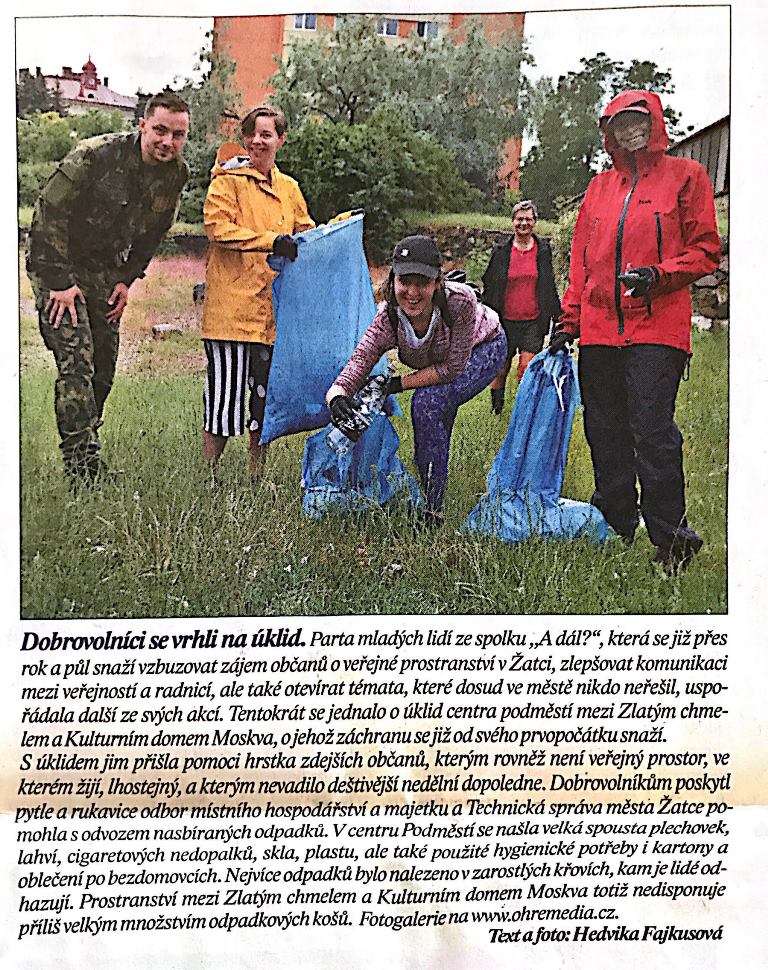 Dobrovolníci se vrhli na úklid. Parta mladých lidí ze spolku „A dál?“, která se již přes
rok a půl snaží vzbuzovat zájem občanů o veřejné prostranství v Žatci, zlepšovat komunikaci
mezi veřejností a radnicí, ale také otevírat témata, které dosud ve městě nikdo neřešil, uspo-
řádala další ze svých akcí. Tentokrát se jednalo o úklid centra podměstí mezi Zlatým chme-
lem a Kulturním domem Moskva, o jehož záchranu se již od svého prvopočátku snaží.
S úklidem jim přišla pomoci hrstka zdejších občanů, kterým rovněž není veřejný prostor, ve
kterém žijí, lhostejný, a kterým nevadilo deštivější nedělní dopoledne. Dobrovolníkům poskytl
pytle a rukavice odbor místního hospodářství a majetku a Technická správa města Žatce po-
mohla s odvozem nasbíraných odpadků. V centru Podměstí se našla velká spousta plechovek,
lahví, cigaretových nedopalků, skla, plastu, ale také použité hygienické potřeby i kartony a
oblečení po bezdomovcích. Nejvíce odpadků bylo nalezeno v zarostlých křovích, kam je lidé od-
hazují. Prostranství mezi Zlatým chmelem a Kulturním domem Moskva totiž nedisponuje
příliš velkým množstvím odpadkových košů. Fotogalerie na www.ohremedia.cz.
Text a foto: Hedvika Fajkusová